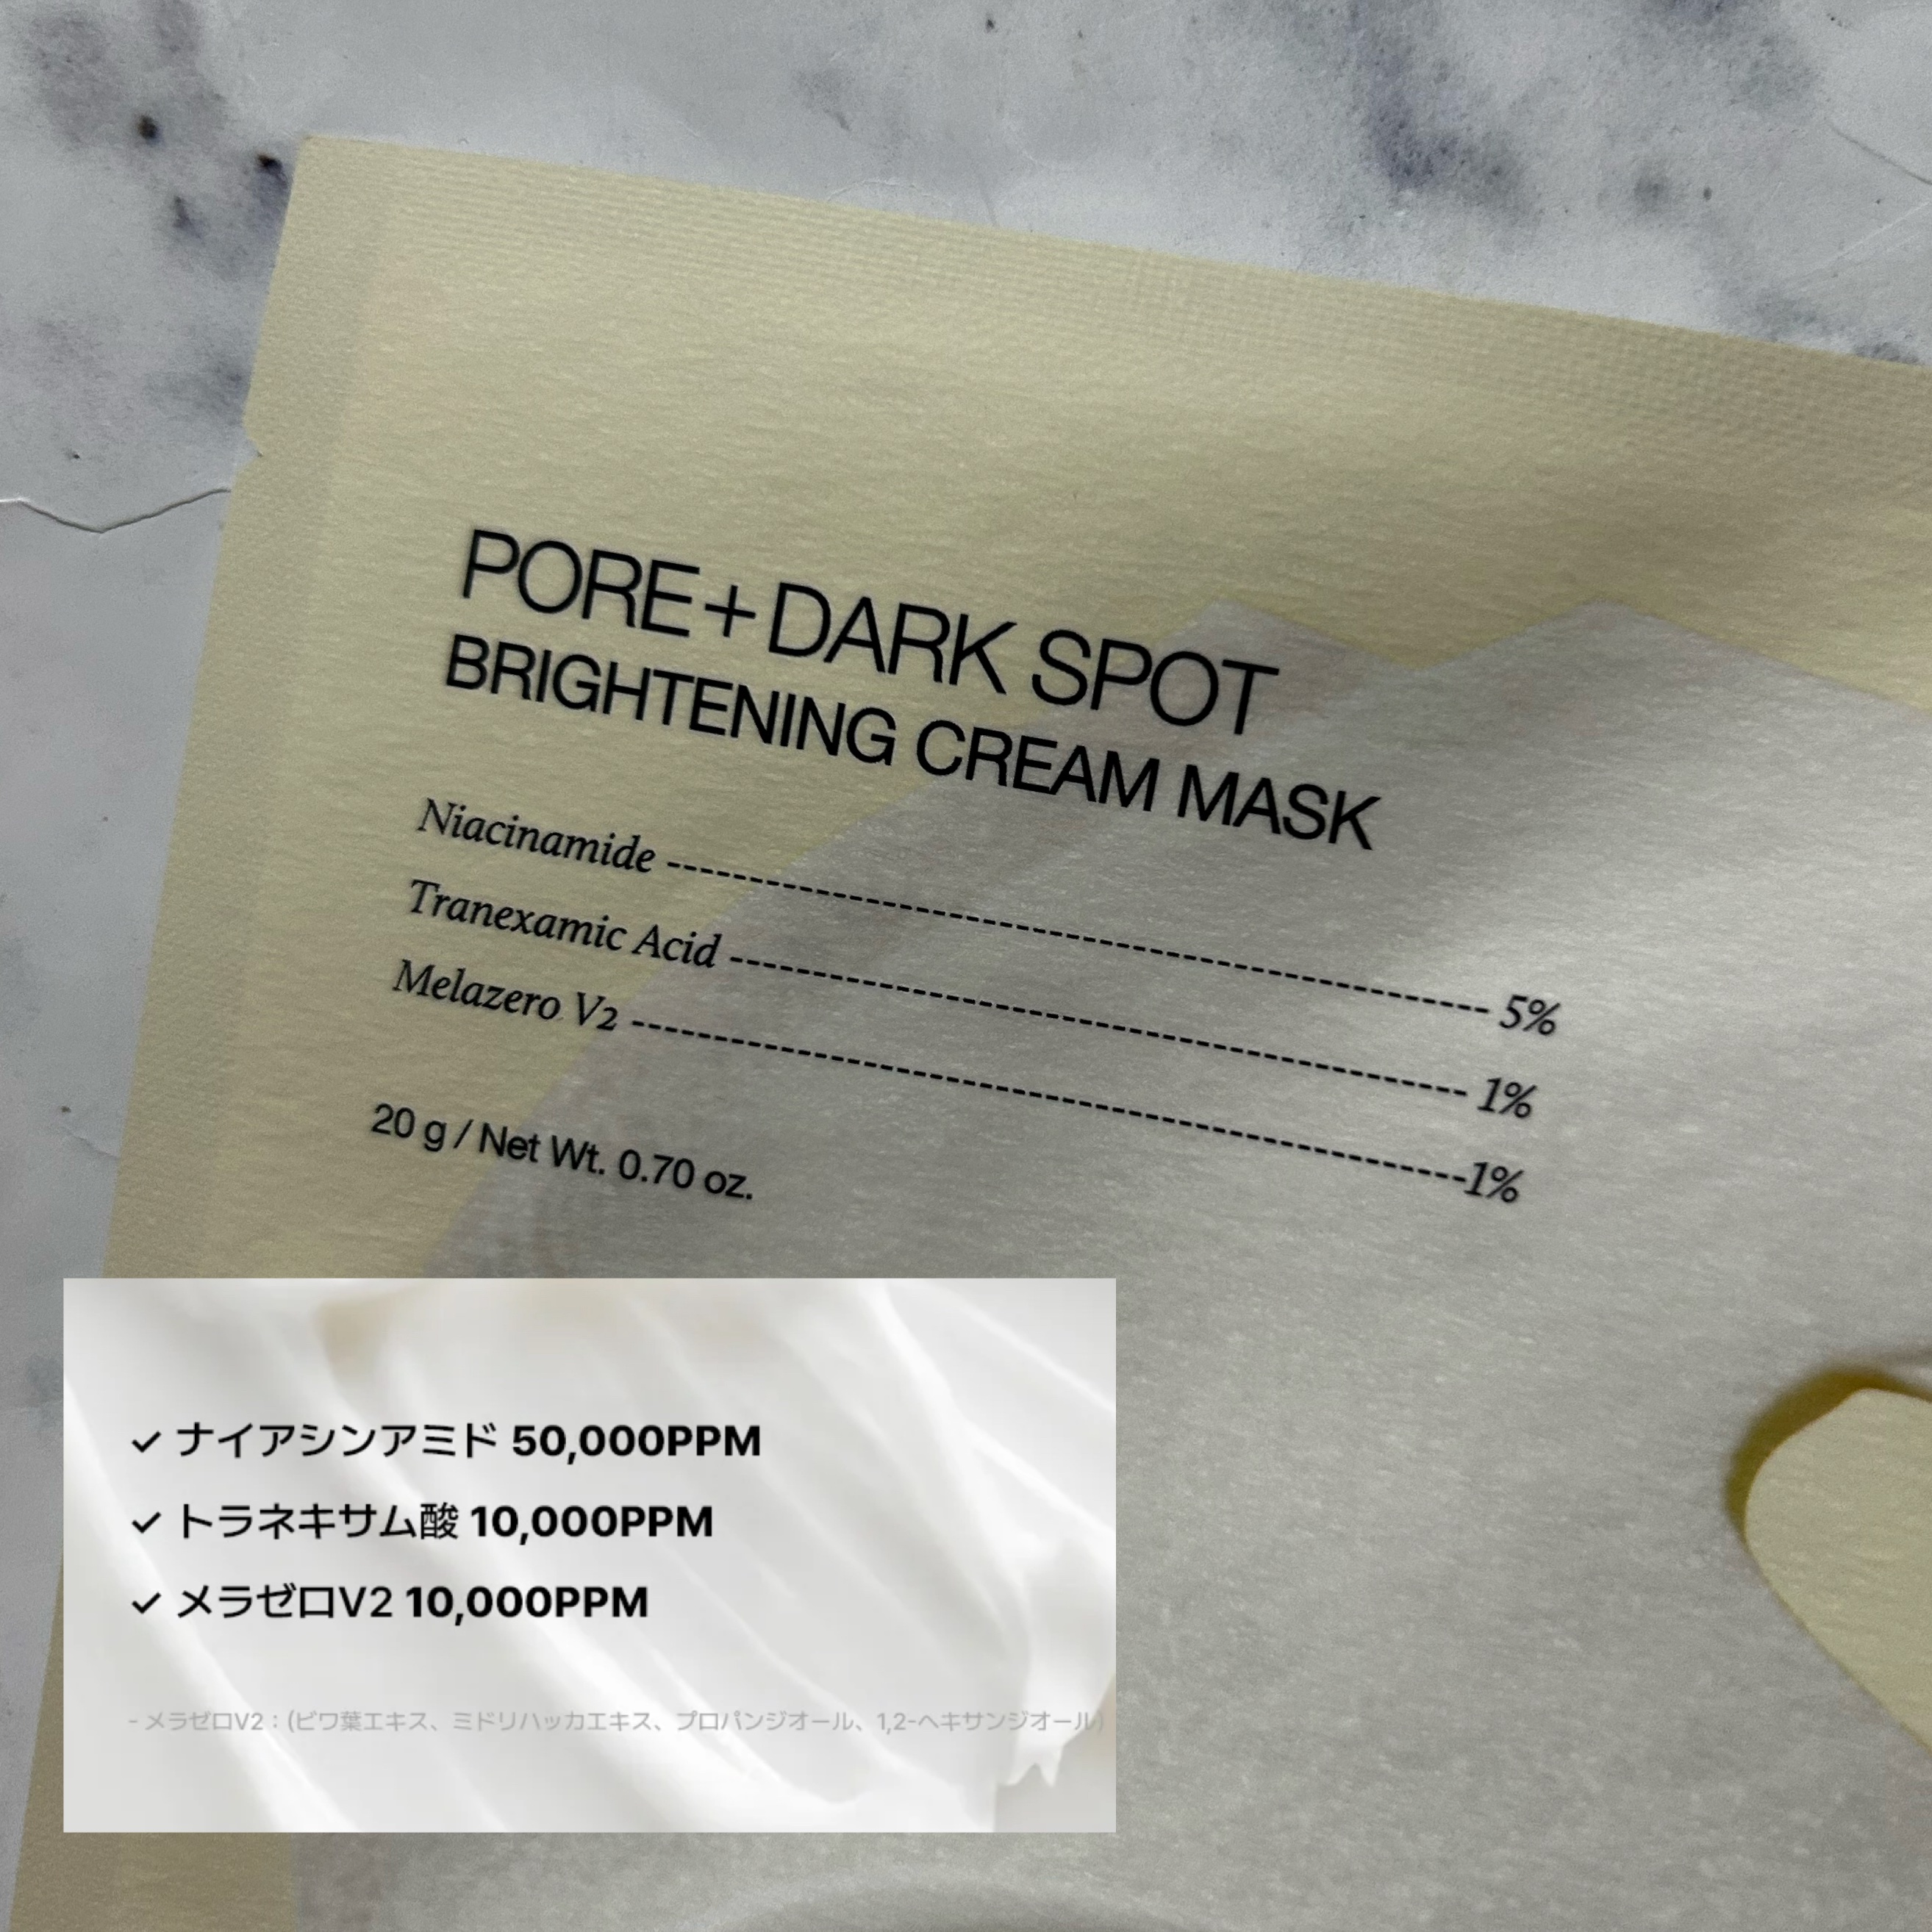 PORE+DARK SPOT
BRIGHTENING CREAM MASK
Niacinamide ---------------------------------------- 5%
Tranexamic Acid ------------------------------------ 1%
Melazero V2 ----------------------------------------1%
20 g / Net Wt. 0.70 oz.
✓ ナイアシンアミド 50,000PPM
✓ トラネキサム酸 10,000PPM
✓ メラゼロV2 10,000PPM
- メラゼロV2：(ビワ葉エキス、ミドリハッカエキス、プロパンジオール、1,2-ヘキサンジオール)